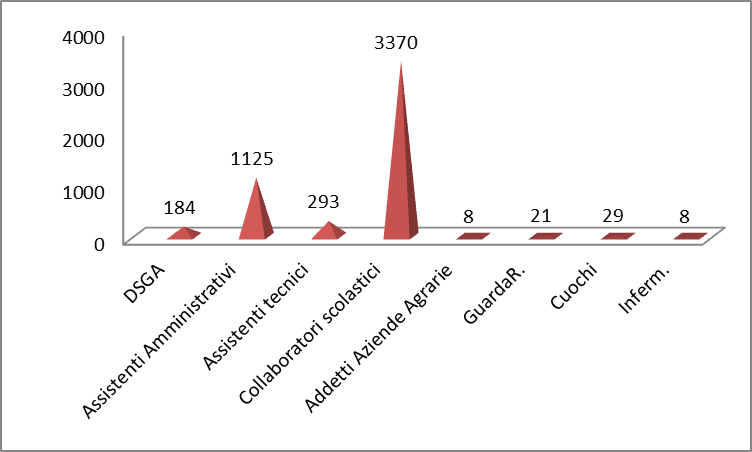 4000
3000
2000
1000
0
184
1125
293
3370
8
21
29
8
DSGA
Assistenti Amministrativi
Assistenti tecnici
Collaboratori scolastici
Addetti Aziende Agrarie
GuardaR.
Cuochi
Inferm.